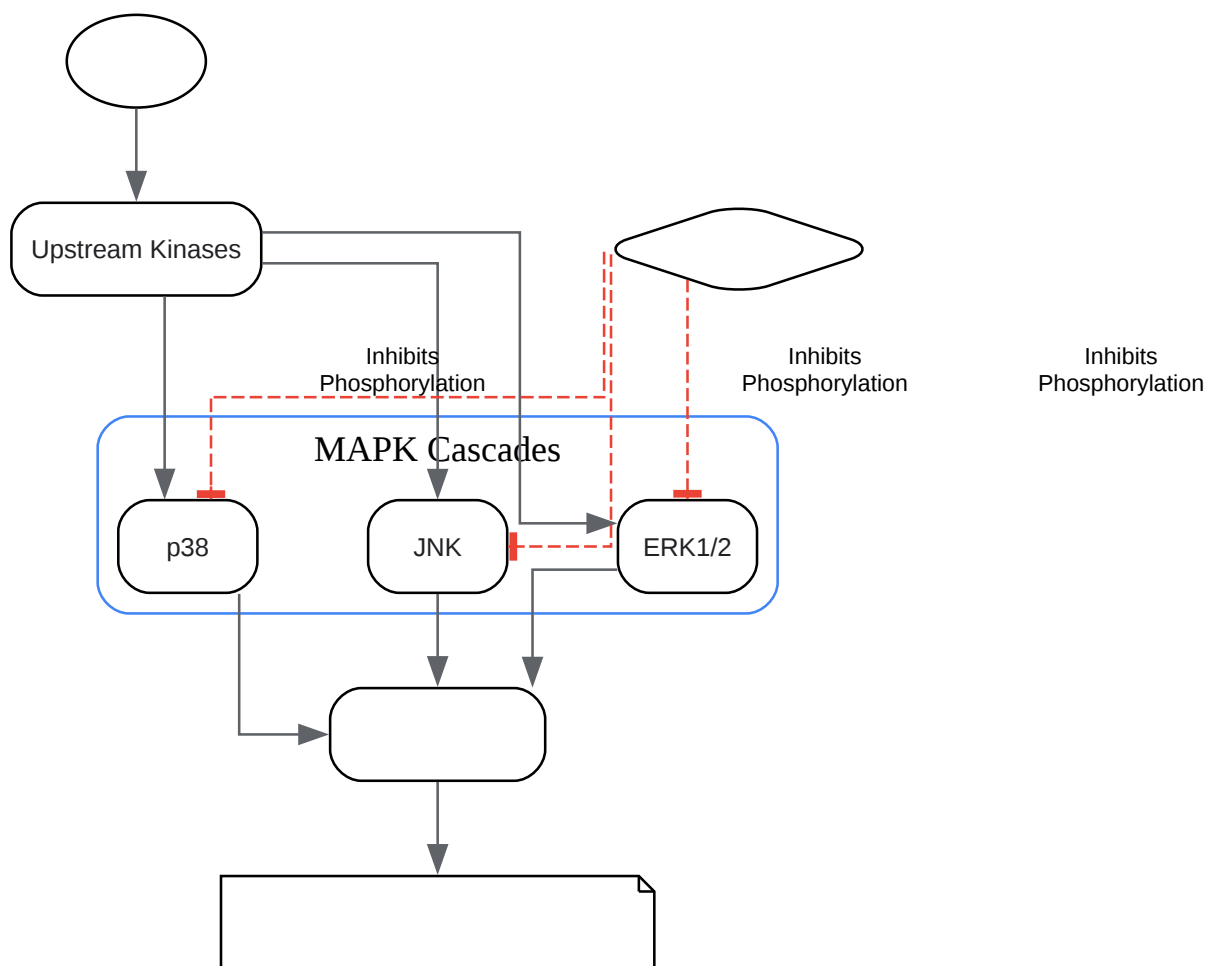 Upstream Kinases
Inhibits
Phosphorylation
Inhibits
Phosphorylation
Inhibits
Phosphorylation
MAPK Cascades
p38
JNK
ERK1/2